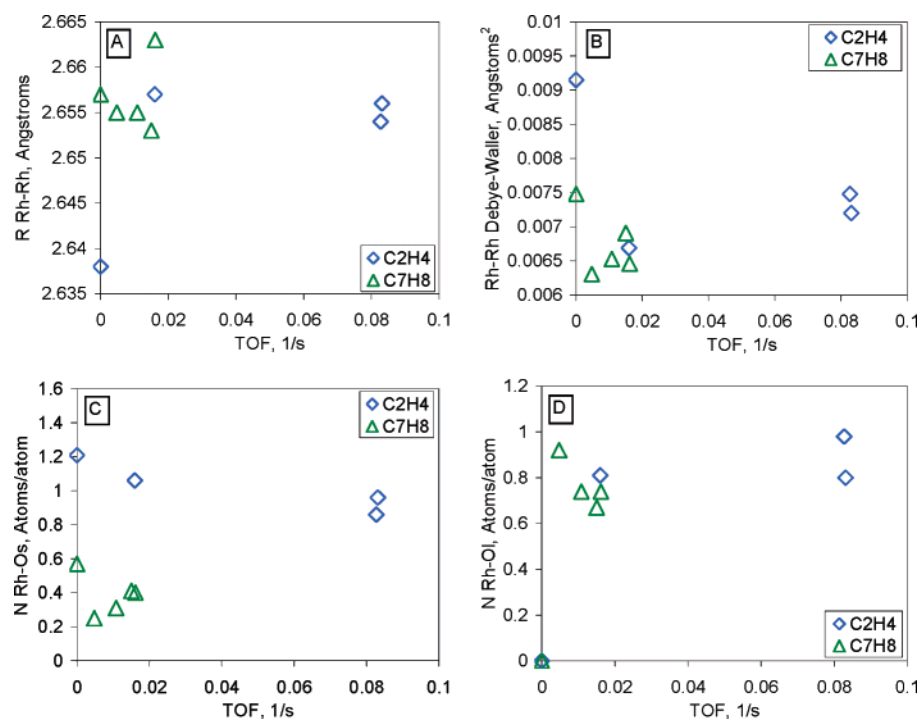 A
R Rh-Rh, Angstroms
2.665
2.66
2.655
2.65
2.645
2.64
2.635
C2H4
C7H8
0 0.02 0.04 0.06 0.08 0.1
TOF, 1/s
B
Rh-Rh Debye-Waller, Angstoms²
0.01
0.0095
0.009
0.0085
0.008
0.0075
0.007
0.0065
0.006
C2H4
C7H8
0 0.02 0.04 0.06 0.08 0.1
TOF, 1/s
C
N Rh-Os, Atoms/atom
1.6
1.4
1.2
1
0.8
0.6
0.4
0.2
0
C2H4
C7H8
0 0.02 0.04 0.06 0.08 0.1
TOF, 1/s
D
N Rh-Ol, Atoms/atom
1.2
1
0.8
0.6
0.4
0.2
0
C2H4
C7H8
0 0.02 0.04 0.06 0.08 0.1
TOF, 1/s